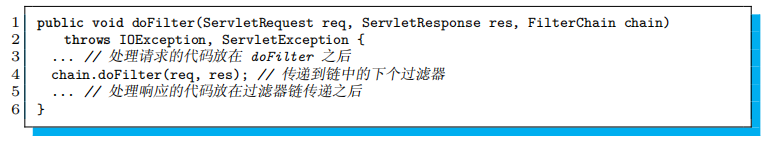 1 public void doFilter(ServletRequest req, ServletResponse res, FilterChain chain)
2 throws IOException, ServletException {
3 ... // 处理请求的代码放在 doFilter 之后
4 chain.doFilter(req, res); // 传递到链中的下个过滤器
5 ... // 处理响应的代码放在过滤器链传递之后
6 }